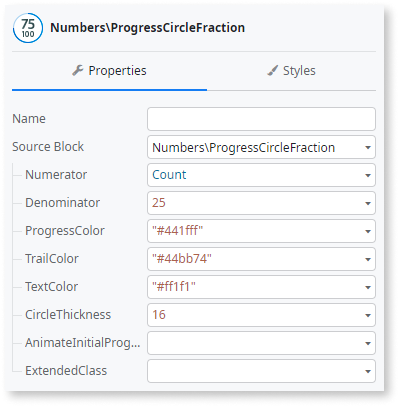 75
100
Numbers\ProgressCircleFraction
Properties
Styles
Name
Source Block Numbers\ProgressCircleFraction
Numerator Count
Denominator 25
ProgressColor "#441fff"
TrailColor "#44bb74"
TextColor "#ff1f1"
CircleThickness 16
AnimateInitialProg...
ExtendedClass